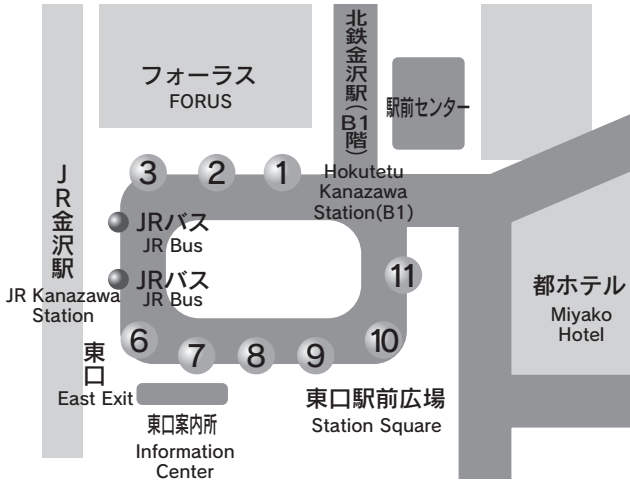 フォーラス
FORUS
北鉄金沢駅(B1階)
駅前センター
Hokutetu
Kanazawa
Station(B1)
3
2
1
JR金沢駅
JR Kanazawa
Station
JRバス
JR Bus
JRバス
JR Bus
11
都ホテル
Miyako
Hotel
6
7
8
9
10
東口
East Exit
東口案内所
Information
Center
東口駅前広場
Station Square